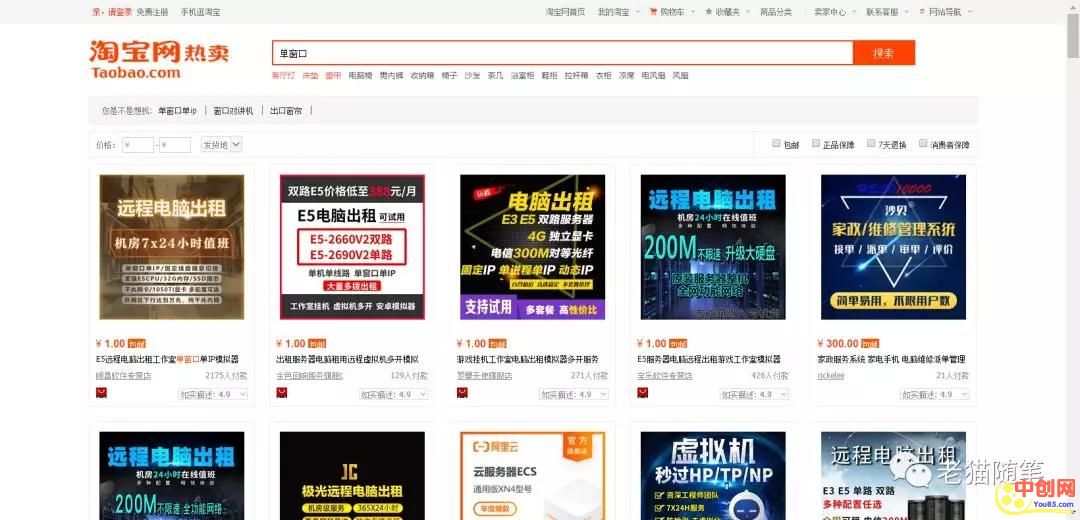 亲，请登录 免费注册 手机逛淘宝
淘宝网首页 我的淘宝 购物车 收藏夹 商品分类 卖家中心 联系客服 网站导航
淘宝网热卖
Taobao.com
单窗口
搜索
客厅灯 床垫 窗帘 电脑椅 男内裤 收纳箱 椅子 沙发 茶几 浴室柜 鞋柜 拉杆箱 衣柜 凉席 电风扇 风扇
您是不是想找: 单窗口单ip | 窗口对讲机 | 出口窗帘 |
价格: ¥ - ¥ 发货地
包邮 正品保障 7天退换 消费者保障
远程电脑出租
机房7x24小时值班
¥ 1.00 包邮
E5远程电脑出租工作室单窗口单IP模拟器
2175人付款
如实描述: 4.9
双路E5价格低至388元/月
E5电脑出租 可试用
E5-2660V2双路
E5-2690V2单路
单机单线路 单窗口单IP
大量多拨出租
工作室挂机 虚拟机多开 安卓模拟器
¥ 1.00 包邮
出租服务器电脑租用远程虚拟机多开模拟
129人付款
如实描述: 4.9
远程
电脑出租
E3 E5 双路服务器
4G 独立显卡
电信300M对等光纤
固定IP 单进程单IP 动态IP
支持试用
多套餐 高性价比
¥ 1.00 包邮
游戏挂机工作室电脑出租模拟器多开服务
271人付款
如实描述: 4.9
远程电脑出租
机房24小时在线值班
200M不限速 升级大硬盘
原装服务器整机
全功能网络
¥ 1.00 包邮
E5服务器电脑远程出租游戏工作室模拟器
宝乐软件专营店
426人付款
如实描述: 4.9
沙贝
家政/维修管理系统
接单 / 派单 / 审单 / 评价
简单易用，不限用户数
¥ 300.00 包邮
家政服务系统 家电手机 电脑维修派单管理
rickelee
21人付款
如实描述: 4.9
远程电脑出租
机房24小时在线值班
200M不限速 全功能网络
JC
极光远程电脑出租
机房级服务 365X24小时
阿里云
官方
旗舰店
云服务器ECS
通用版XN4型号
年度爆款
虚拟机
秒过HP/TP/NP
资深工程师团队
7X24H服务
远程电脑出租
E3 E5 单路 双路
多种配置任选
老猫随笔
中创网
You85.com